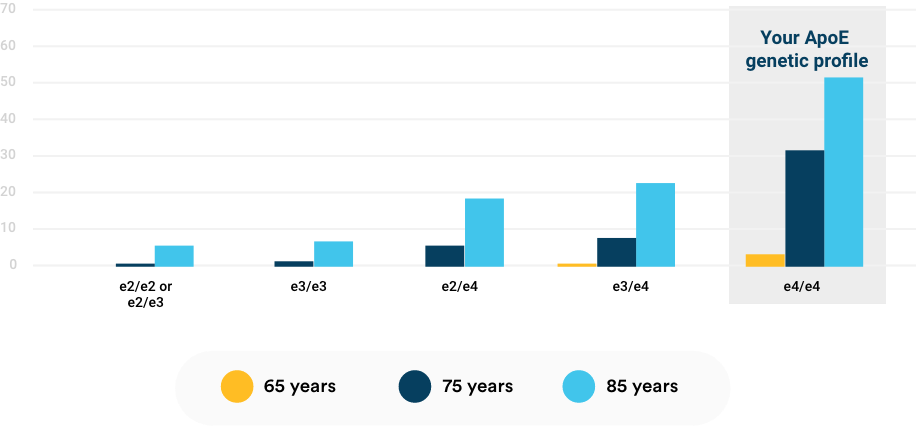 70
60
50
40
30
20
10
0
Your ApoE
genetic profile
e2/e2 or
e2/e3
e3/e3
e2/e4
e3/e4
e4/e4
65 years
75 years
85 years